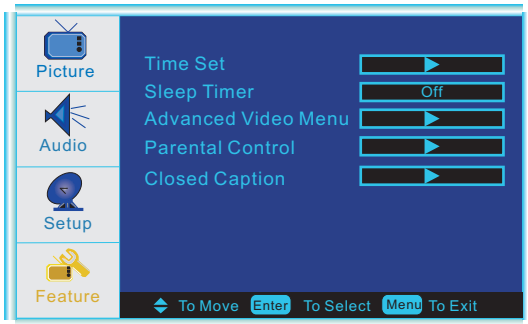 Picture
Audio
Setup
Feature
Time Set
Sleep Timer Off
Advanced Video Menu
Parental Control
Closed Caption
To Move Enter To Select Menu To Exit